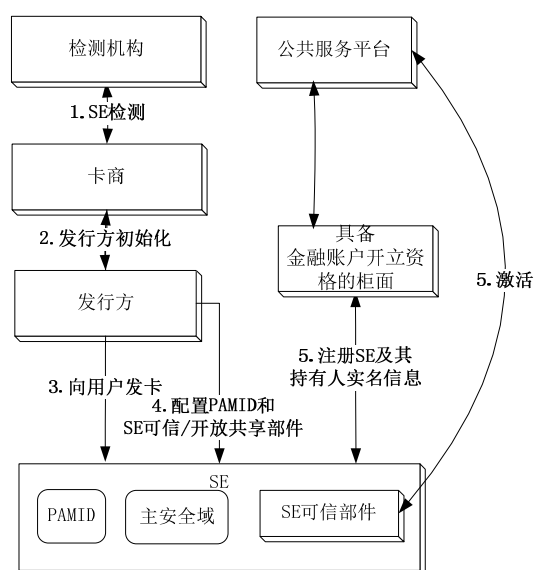 检测机构
公共服务平台
1.SE检测
卡商
2.发行方初始化
具备
金融账户开立资
格的柜面
发行方
5.激活
3.向用户发卡
5.注册SE及其
持有人实名信息
4.配置PAMID和
SE可信/开放共享部件
SE
PAMID
主安全域
SE可信部件